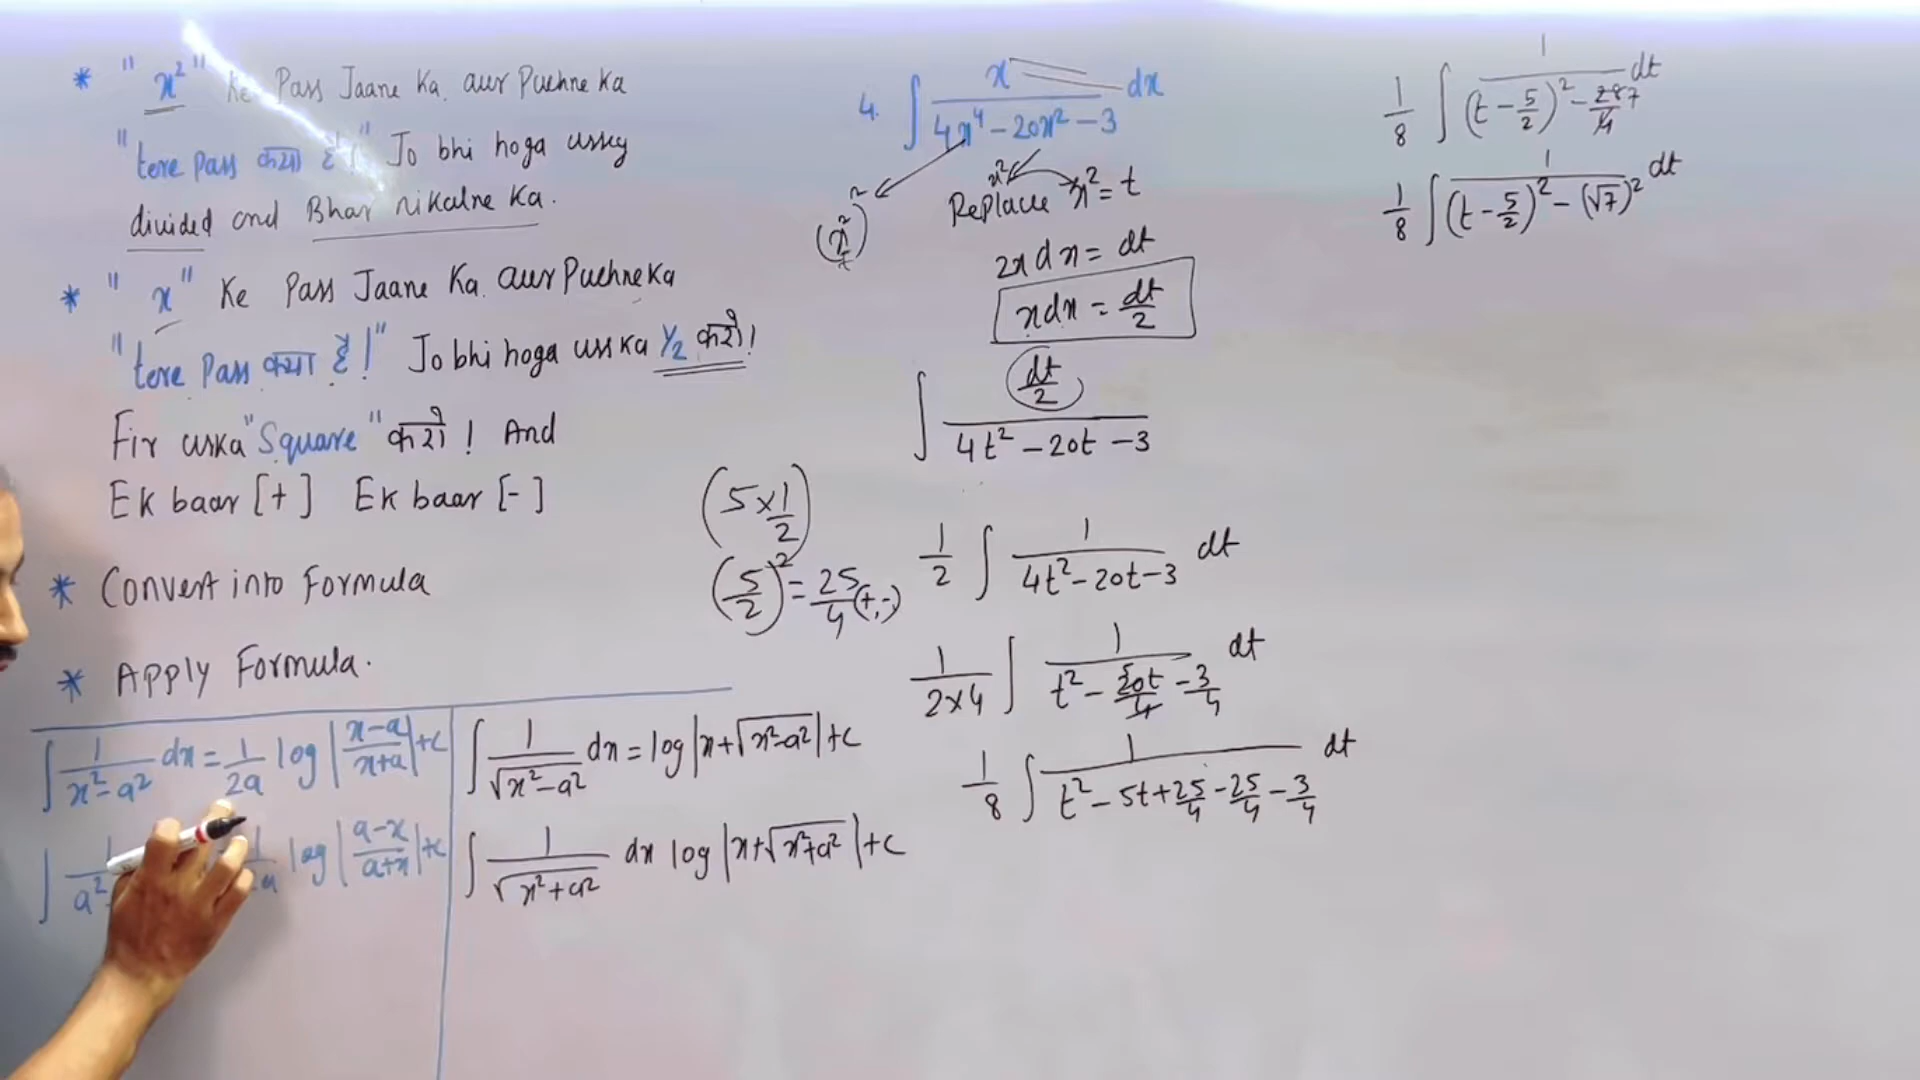 * "x²" Ke Pass Jaane Ka aur Puchne Ka
"tere Pass क्या है!" Jo bhi hoga ussey
divided and Bhar nikalne Ka.
* "x" Ke Pass Jaane Ka aur Puchne Ka
"tere Pass क्या है!" Jo bhi hoga uss Ka 1/2 करो!
Fir uska "Square" करो! And
Ek baar [+] Ek baar [-]
* Convert into Formula
* Apply Formula.
∫ 1/(x²-a²) dx = 1/2a log |(x-a)/(x+a)| +c
log |(a-x)/(a+x)| +c
∫ 1/√(x²-a²) dx = log |x+√(x²-a²)| +c
∫ 1/√(x²+a²) dx log |x+√(x²+a²)| +c
(5×1/2)
(5/2)² = 25/4 (+,-)
4. ∫ x/(4x⁴-20x²-3) dx
(x²)²
t
x²
Replace x² = t
2x dx = dt
x dx = dt/2
∫ (dt/2)/(4t²-20t-3)
1/2 ∫ 1/(4t²-20t-3) dt
1/(2×4) ∫ 1/(t² - 20t/4 - 3/4) dt
1/8 ∫ 1/(t²-5t+25/4-25/4-3/4) dt
1/8 ∫ 1/((t-5/2)² - 28/4) dt
7
1/8 ∫ 1/((t-5/2)² - (√7)²) dt